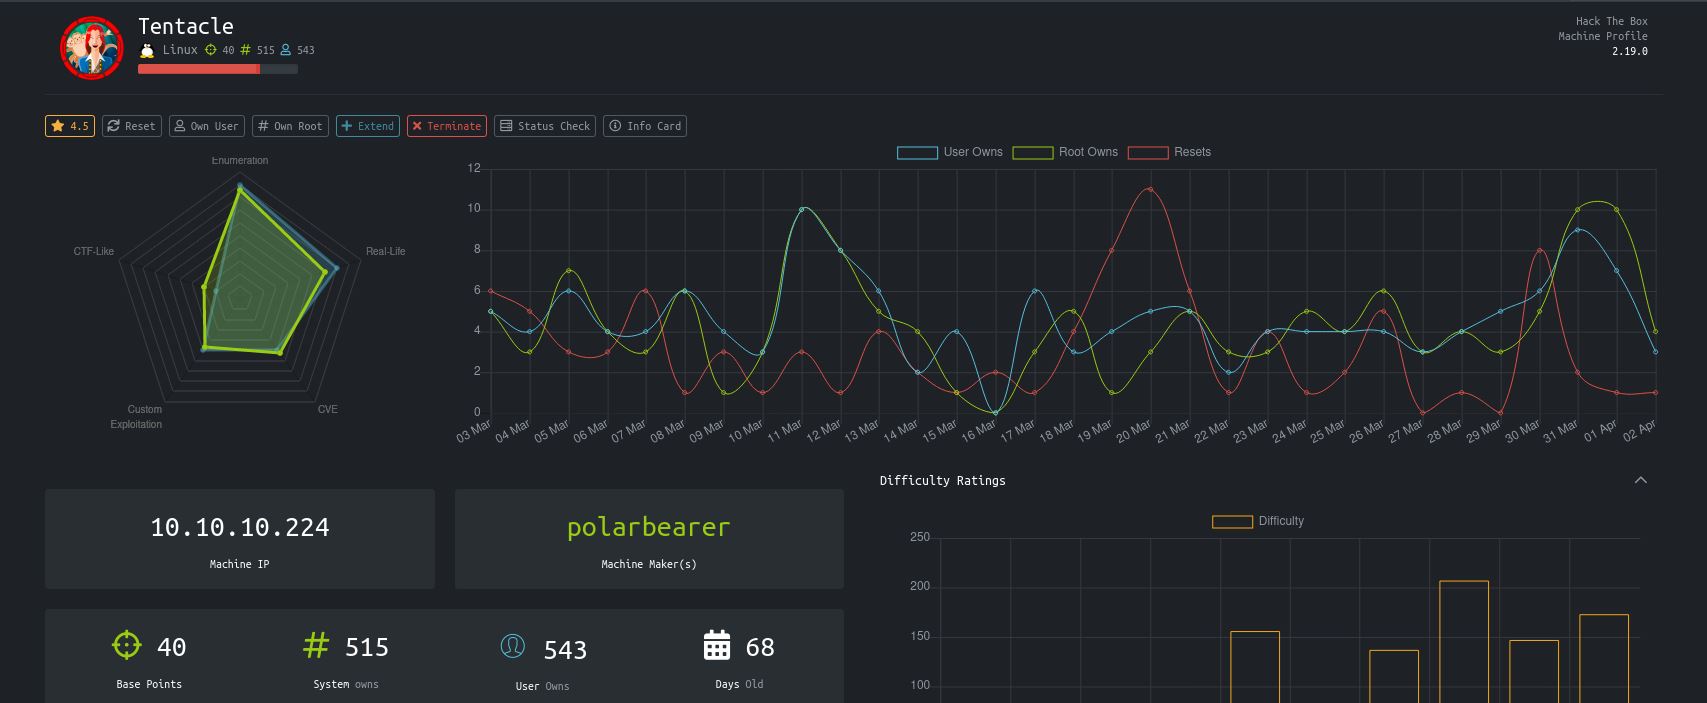 Tentacle
Linux 40 # 515 543
Hack The Box
Machine Profile
2.19.0
4.5 Reset Own User # Own Root Extend Terminate Status Check Info Card
Enumeration
CTF-Like
Real-Life
Custom
Exploitation
CVE
User Owns Root Owns Resets
12
10
8
6
4
2
0
03 Mar 04 Mar 05 Mar 06 Mar 07 Mar 08 Mar 09 Mar 10 Mar 11 Mar 12 Mar 13 Mar 14 Mar 15 Mar 16 Mar 17 Mar 18 Mar 19 Mar 20 Mar 21 Mar 22 Mar 23 Mar 24 Mar 25 Mar 26 Mar 27 Mar 28 Mar 29 Mar 30 Mar 31 Mar 01 Apr 02 Apr
10.10.10.224
Machine IP
polarbearer
Machine Maker(s)
40
Base Points
# 515
System owns
543
User Owns
68
Days Old
Difficulty Ratings
Difficulty
250
200
150
100